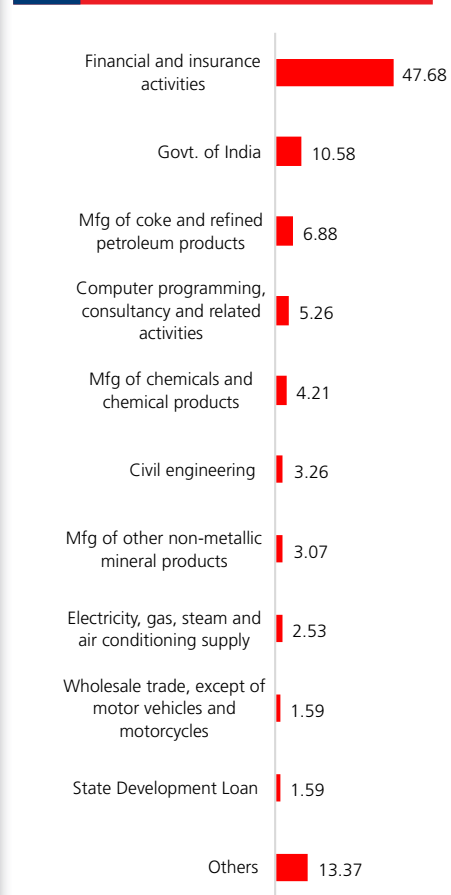 Financial and insurance
activities
47.68
Govt. of India
10.58
Mfg of coke and refined
petroleum products
6.88
Computer programming,
consultancy and related
activities
5.26
Mfg of chemicals and
chemical products
4.21
Civil engineering
3.26
Mfg of other non-metallic
mineral products
3.07
Electricity, gas, steam and
air conditioning supply
2.53
Wholesale trade, except of
motor vehicles and
motorcycles
1.59
State Development Loan
1.59
Others
13.37